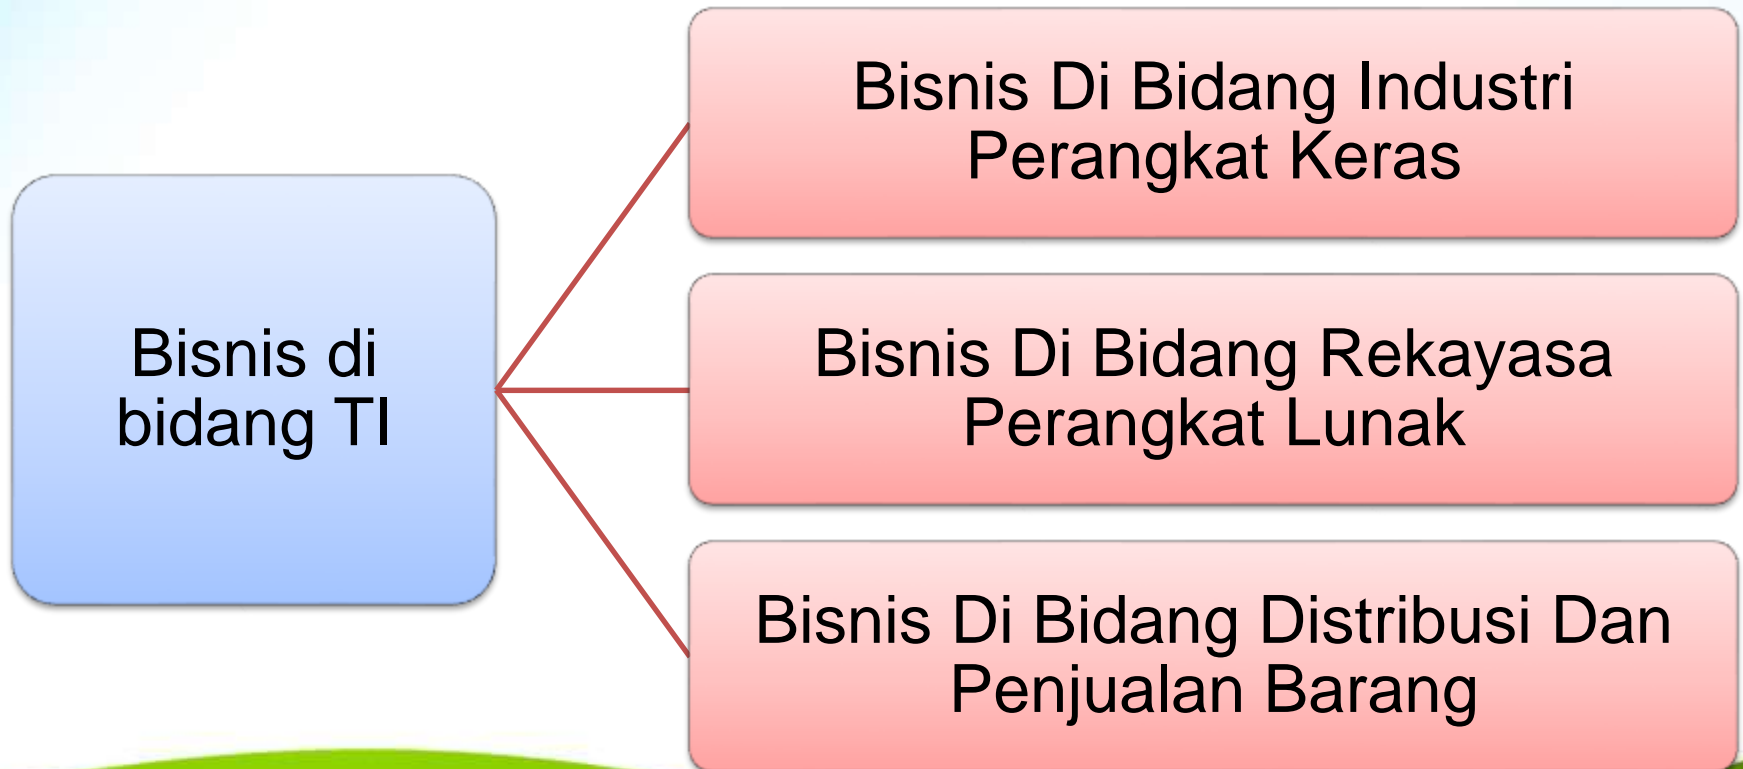 Bisnis di
bidang TI
Bisnis Di Bidang Industri
Perangkat Keras
Bisnis Di Bidang Rekayasa
Perangkat Lunak
Bisnis Di Bidang Distribusi Dan
Penjualan Barang